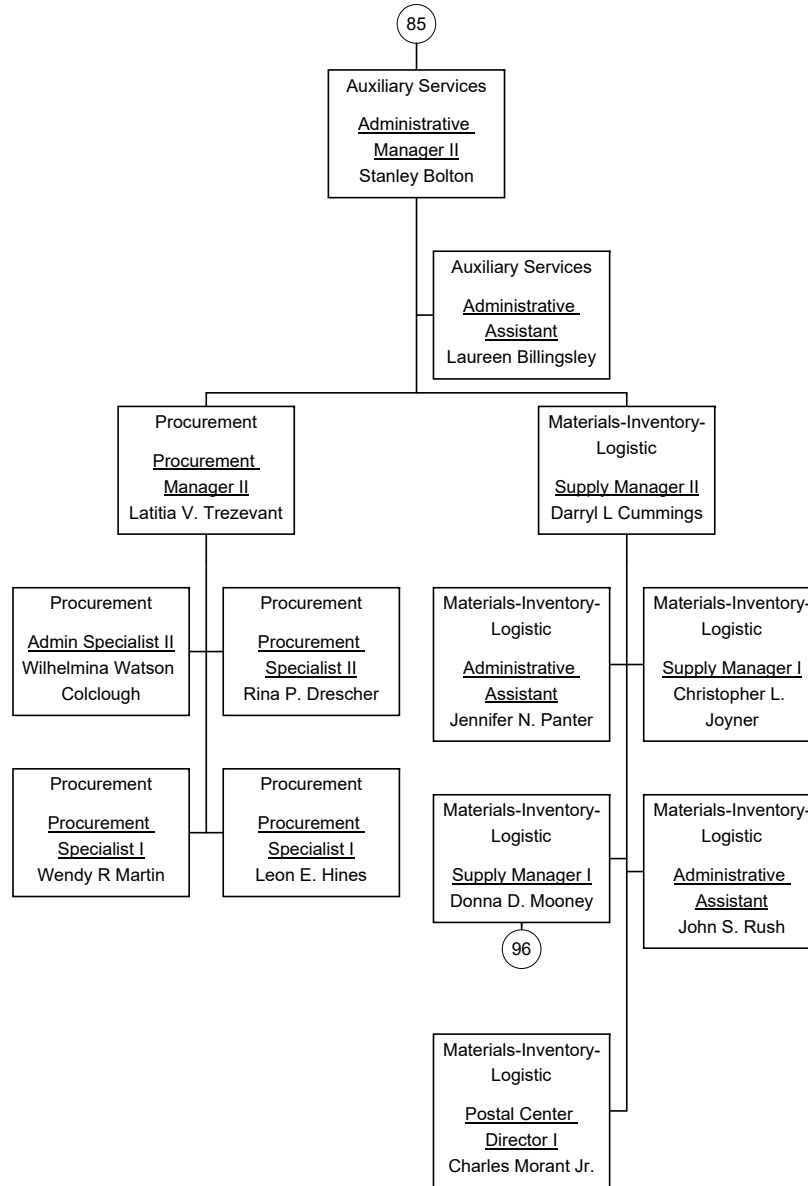 85
Auxiliary Services
Administrative
Manager II
Stanley Bolton
Auxiliary Services
Administrative
Assistant
Laureen Billingsley
Procurement
Procurement
Manager II
Latitia V. Trezevant
Materials-Inventory-
Logistic
Supply Manager II
Darryl L Cummings
Procurement
Admin Specialist II
Wilhelmina Watson
Colclough
Procurement
Procurement
Specialist II
Rina P. Drescher
Materials-Inventory-
Logistic
Administrative
Assistant
Jennifer N. Panter
Materials-Inventory-
Logistic
Supply Manager I
Christopher L.
Joyner
Procurement
Procurement
Specialist I
Wendy R Martin
Procurement
Procurement
Specialist I
Leon E. Hines
Materials-Inventory-
Logistic
Supply Manager I
Donna D. Mooney
96
Materials-Inventory-
Logistic
Administrative
Assistant
John S. Rush
Materials-Inventory-
Logistic
Postal Center
Director I
Charles Morant Jr.